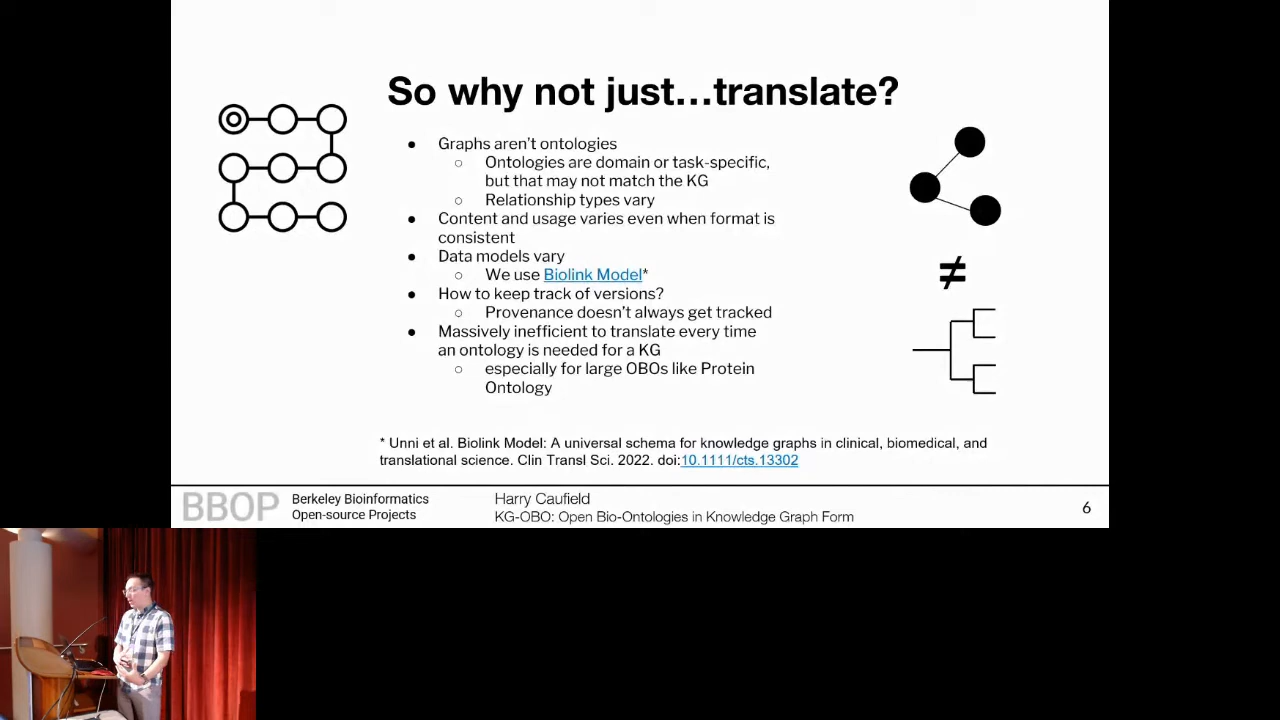 So why not just...translate?
● Graphs aren't ontologies
○ Ontologies are domain or task-specific,
but that may not match the KG
○ Relationship types vary
● Content and usage varies even when format is
consistent
● Data models vary
○ We use Biolink Model*
● How to keep track of versions?
○ Provenance doesn't always get tracked
● Massively inefficient to translate every time
an ontology is needed for a KG
○ especially for large OBOs like Protein
Ontology
≠
* Unni et al. Biolink Model: A universal schema for knowledge graphs in clinical, biomedical, and
translational science. Clin Transl Sci. 2022. doi:10.1111/cts.13302
BBOP
Berkeley Bioinformatics
Open-source Projects
Harry Caufield
KG-OBO: Open Bio-Ontologies in Knowledge Graph Form
6